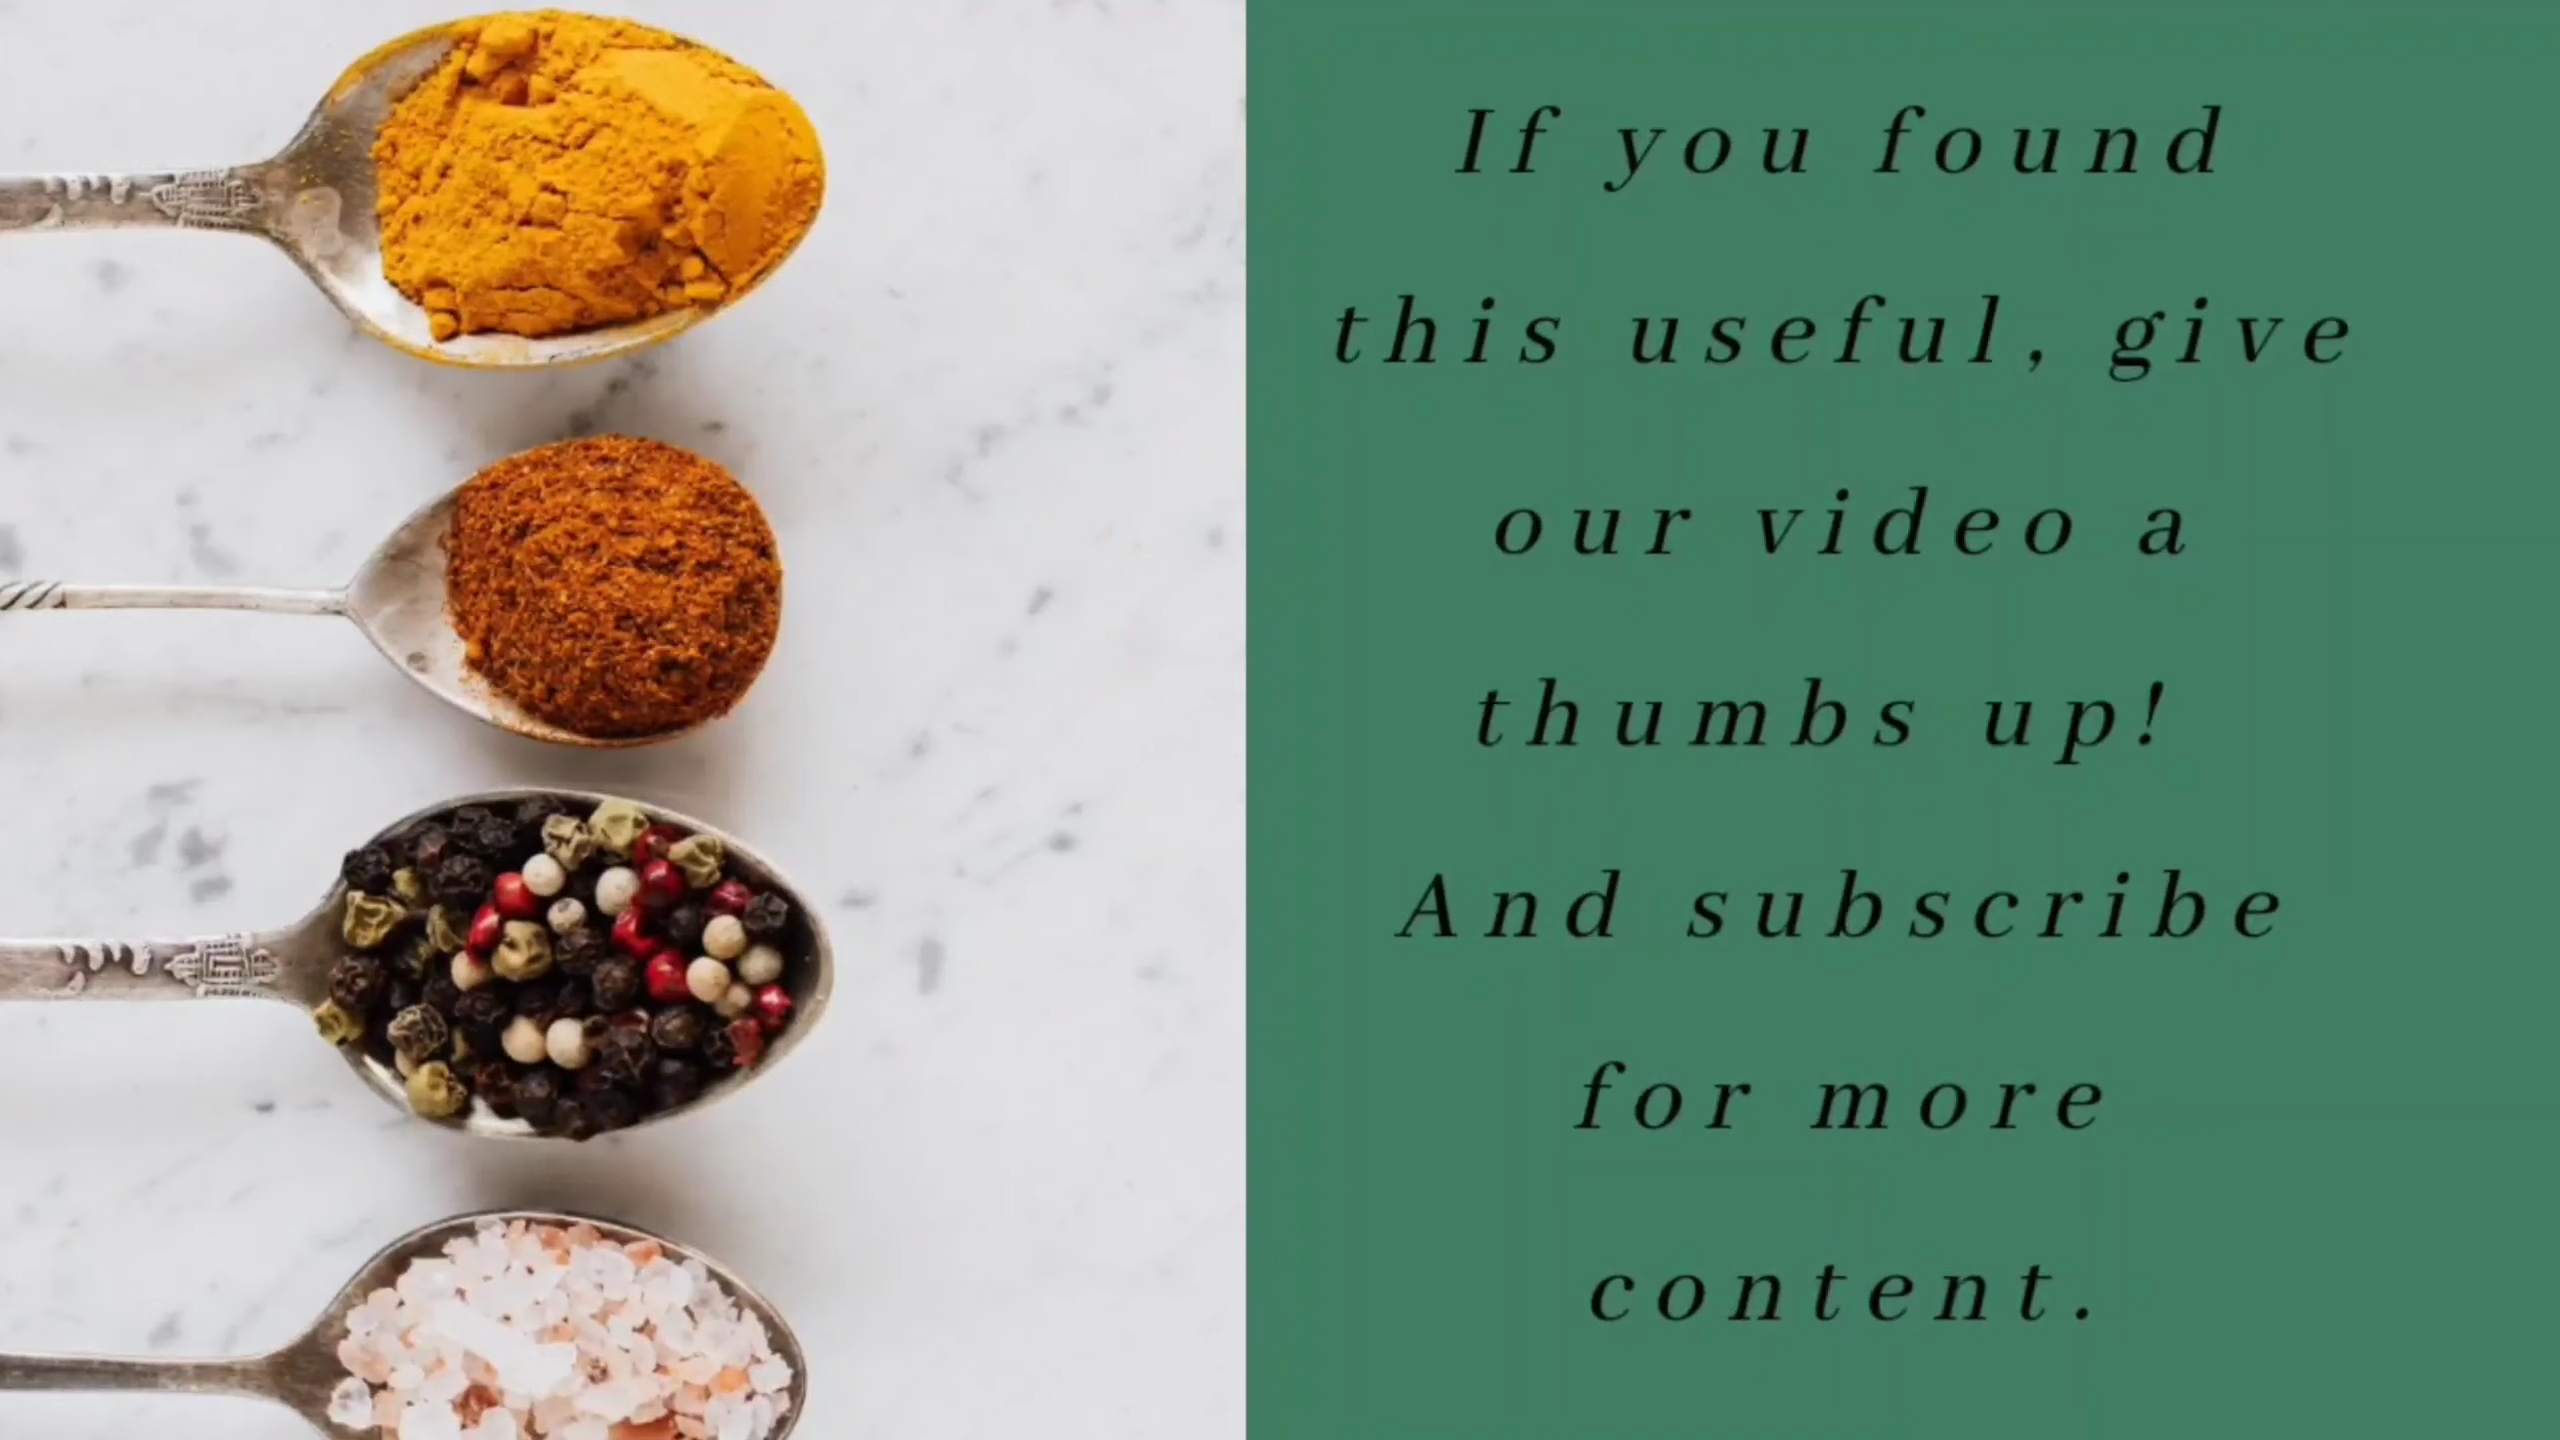 If you found
this useful, give
our video a
thumbs up!
And subscribe
for more
content.